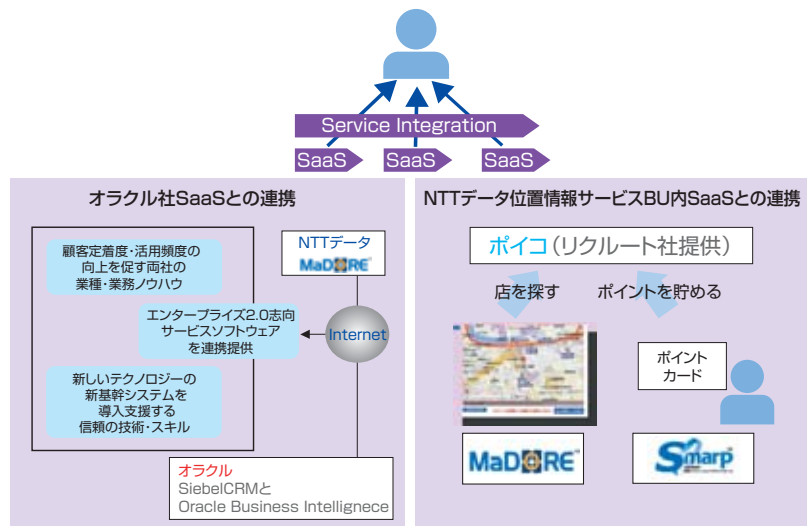 Service Integration
SaaS
SaaS
SaaS
オラクル社SaaSとの連携
顧客定着度・活用頻度の
向上を促す両社の
業種・業務ノウハウ
エンタープライズ2.0志向
サービスソフトウェア
を連携提供
新しいテクノロジーの
新基幹システムを
導入支援する
信頼の技術・スキル
NTTデータ
MaDORE
Internet
オラクル
SiebelCRMと
Oracle Business Intellignece
NTTデータ位置情報サービスBU内SaaSとの連携
ポイコ(リクルート社提供)
店を探す
ポイントを貯める
ポイント
カード
MaDORE
Smarp